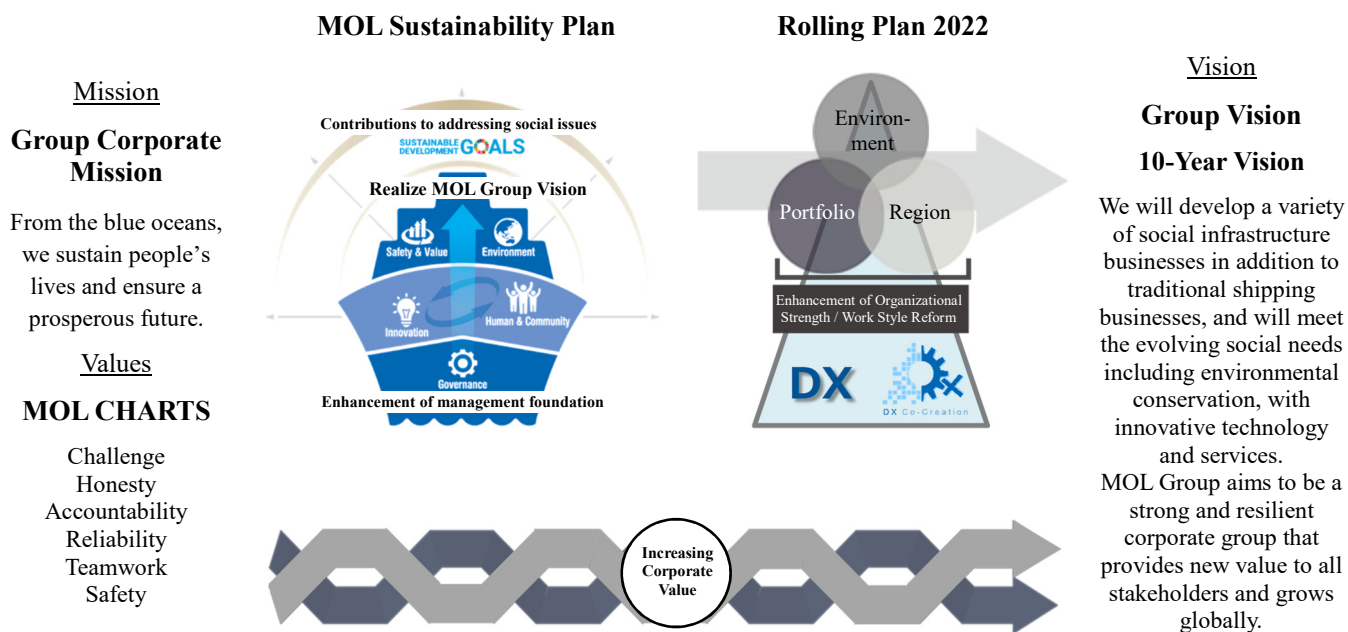 MOL Sustainability Plan
Rolling Plan 2022
Mission
Group Corporate
Mission
From the blue oceans,
we sustain people’s
lives and ensure a
prosperous future.
Values
MOL CHARTS
Challenge
Honesty
Accountability
Reliability
Teamwork
Safety
Contributions to addressing social issues
SUSTAINABLE
DEVELOPMENT GOALS
Realize MOL Group Vision
Safety & Value
Environment
Innovation
Human & Community
Governance
Enhancement of management foundation
Environ-
ment
Portfolio
Region
Enhancement of Organizational
Strength / Work Style Reform
DX
DX Co-Creation
Increasing
Corporate
Value
Vision
Group Vision
10-Year Vision
We will develop a variety
of social infrastructure
businesses in addition to
traditional shipping
businesses, and will meet
the evolving social needs
including environmental
conservation, with
innovative technology
and services.
MOL Group aims to be a
strong and resilient
corporate group that
provides new value to all
stakeholders and grows
globally.